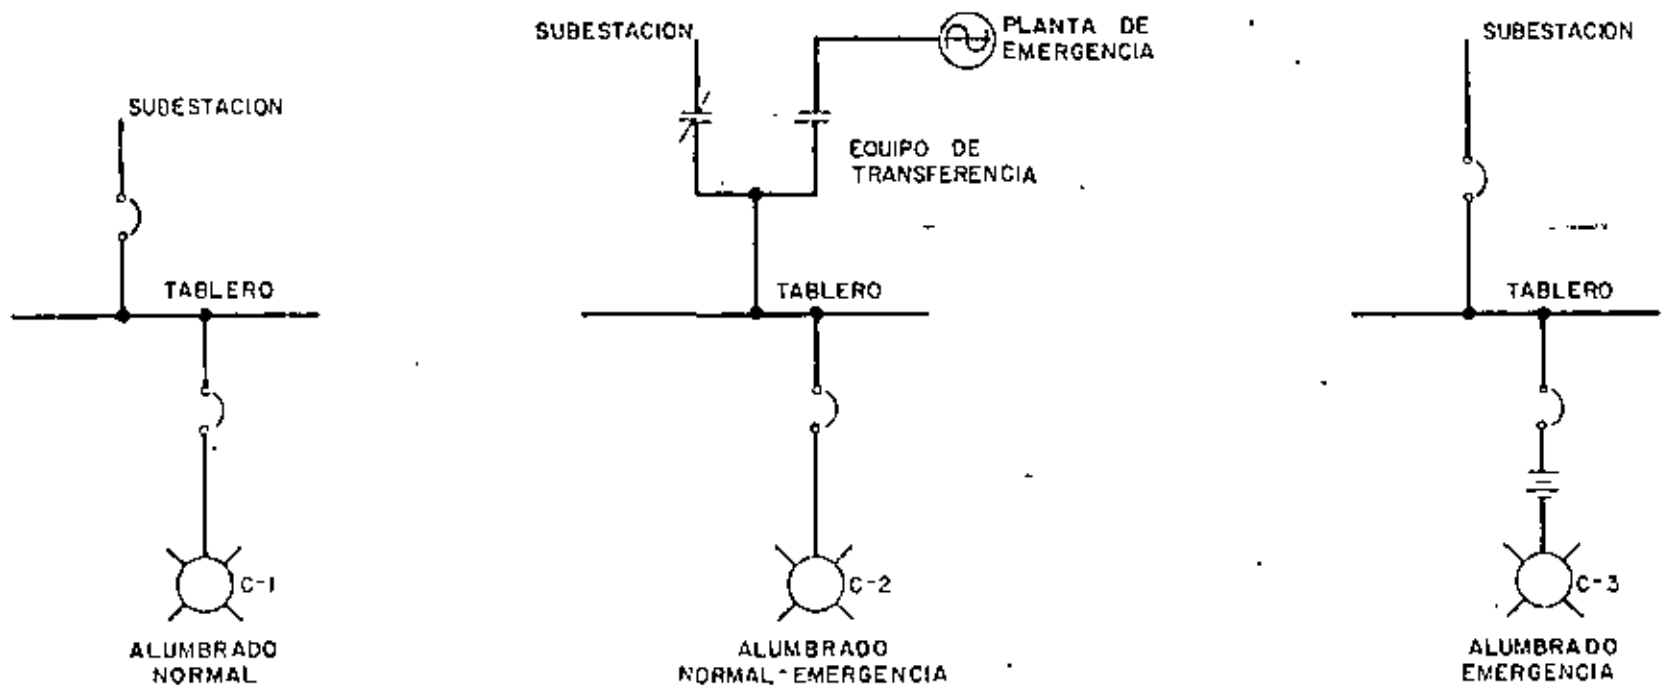 SUBESTACION
TABLERO
C-1
ALUMBRADO
NORMAL
SUBESTACION
PLANTA DE
EMERGENCIA
EQUIPO DE
TRANSFERENCIA
TABLERO
C-2
ALUMBRADO
NORMAL-EMERGENCIA
SUBESTACION
TABLERO
C-3
ALUMBRADO
EMERGENCIA